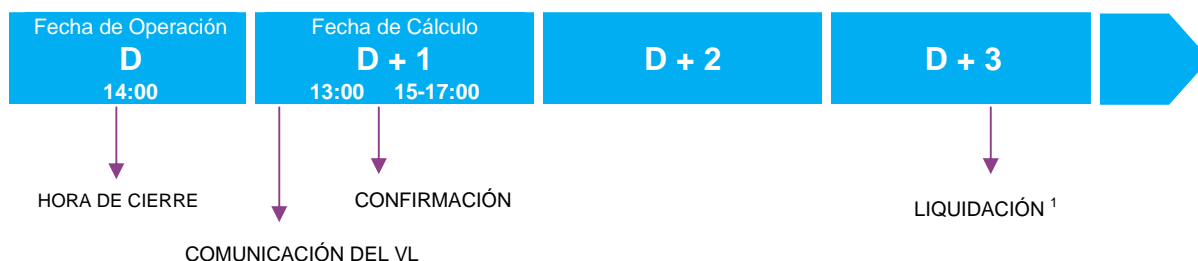 Fecha de Operación
D
14:00
Fecha de Cálculo
D + 1
13:00 15-17:00
D + 2
D + 3
HORA DE CIERRE
CONFIRMACIÓN
LIQUIDACIÓN 1
COMUNICACIÓN DEL VL